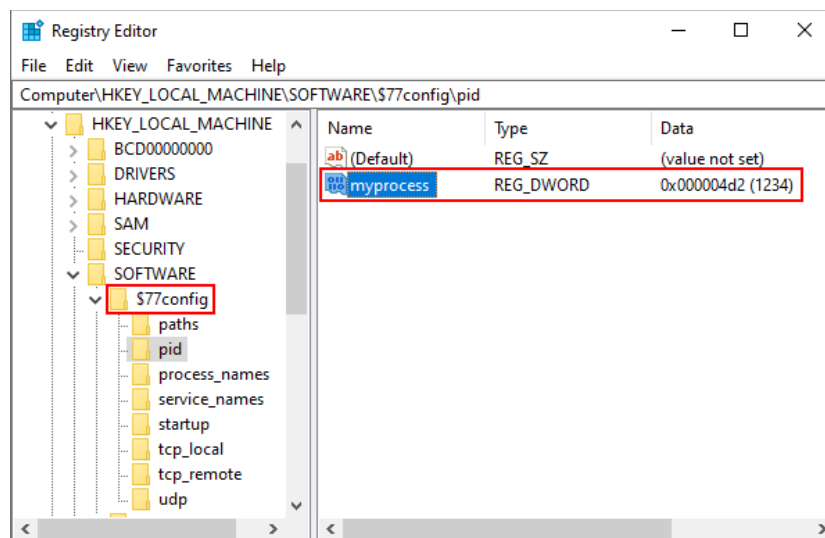 Registry Editor
File Edit View Favorites Help
Computer\HKEY_LOCAL_MACHINE\SOFTWARE\$77config\pid
HKEY_LOCAL_MACHINE
BCD00000000
DRIVERS
HARDWARE
SAM
SECURITY
SOFTWARE
$77config
paths
pid
process_names
service_names
startup
tcp_local
tcp_remote
udp
Name Type Data
ab (Default) REG_SZ (value not set)
myprocess REG_DWORD 0x000004d2 (1234)